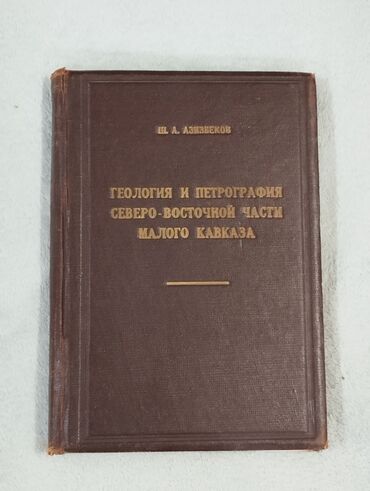 Ш. А. АЗИЗБЕКОВ
ГЕОЛОГИЯ И ПЕТРОГРАФИЯ
СЕВЕРО-ВОСТОЧНОЙ ЧАСТИ
МАЛОГО КАВКАЗА